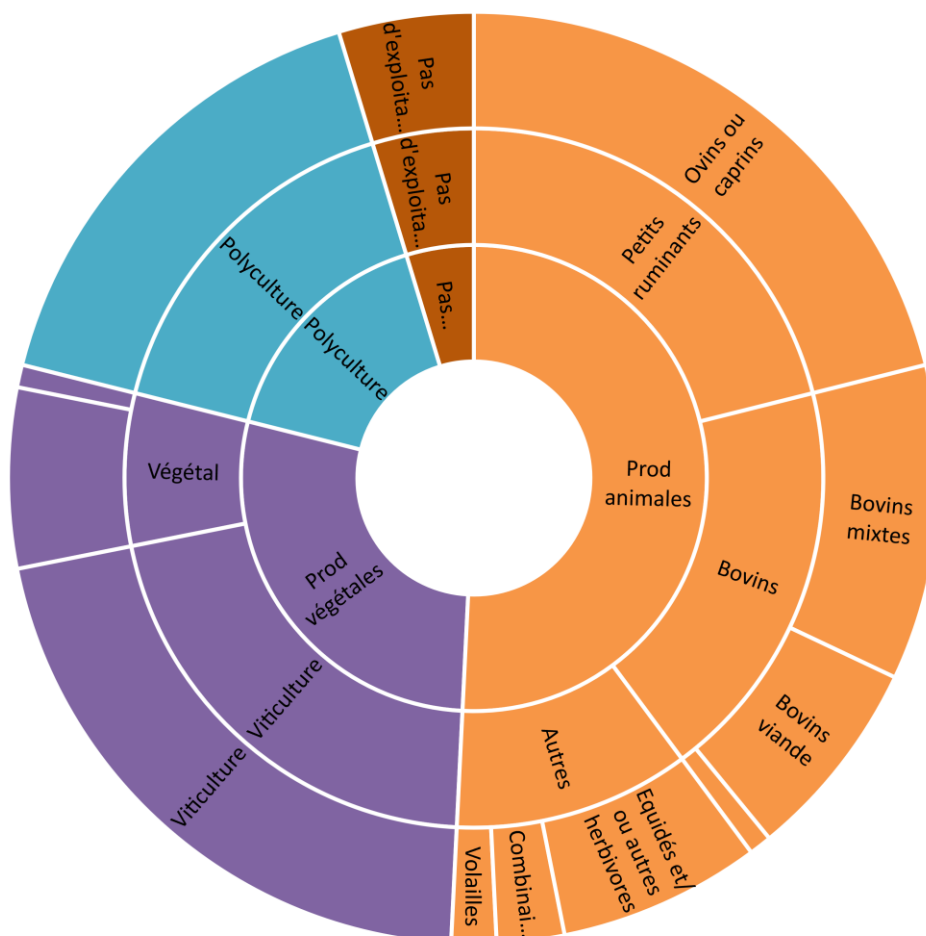 Pas
d'exploita...
Pas
d'exploita...
Pas...
Ovins ou
caprins
Petits
ruminants
Polyculture
Polyculture
Végétal
Prod
animales
Bovins
mixtes
Bovins
Prod
végétales
Viticulture
Viticulture
Bovins
viande
Autres
Equidés et/
ou autres
herbivores
Combinai...
Volailles